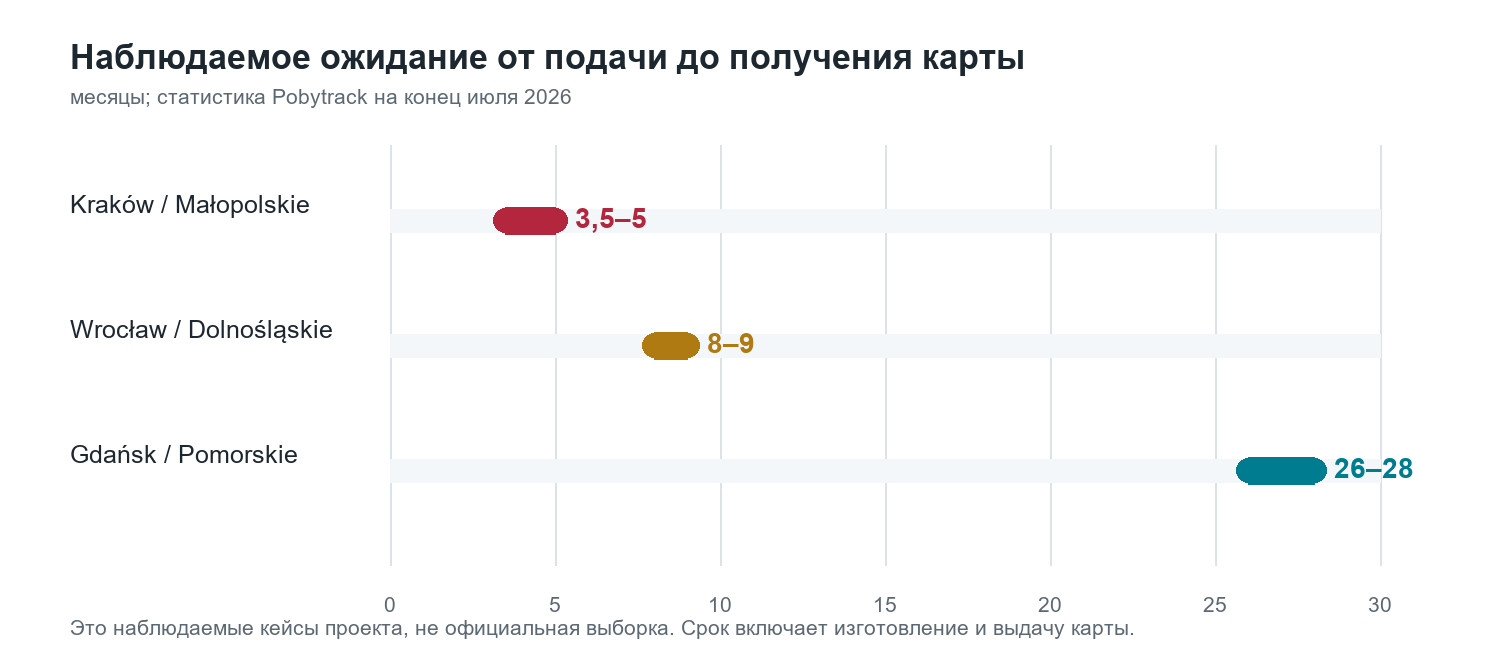 Наблюдаемое ожидание от подачи до получения карты
месяцы; статистика Pobytrack на конец июля 2026
Kraków / Małopolskie
3,5–5
Wrocław / Dolnośląskie
8–9
Gdańsk / Pomorskie
26–28
0 5 10 15 20 25 30
Это наблюдаемые кейсы проекта, не официальная выборка. Срок включает изготовление и выдачу карты.